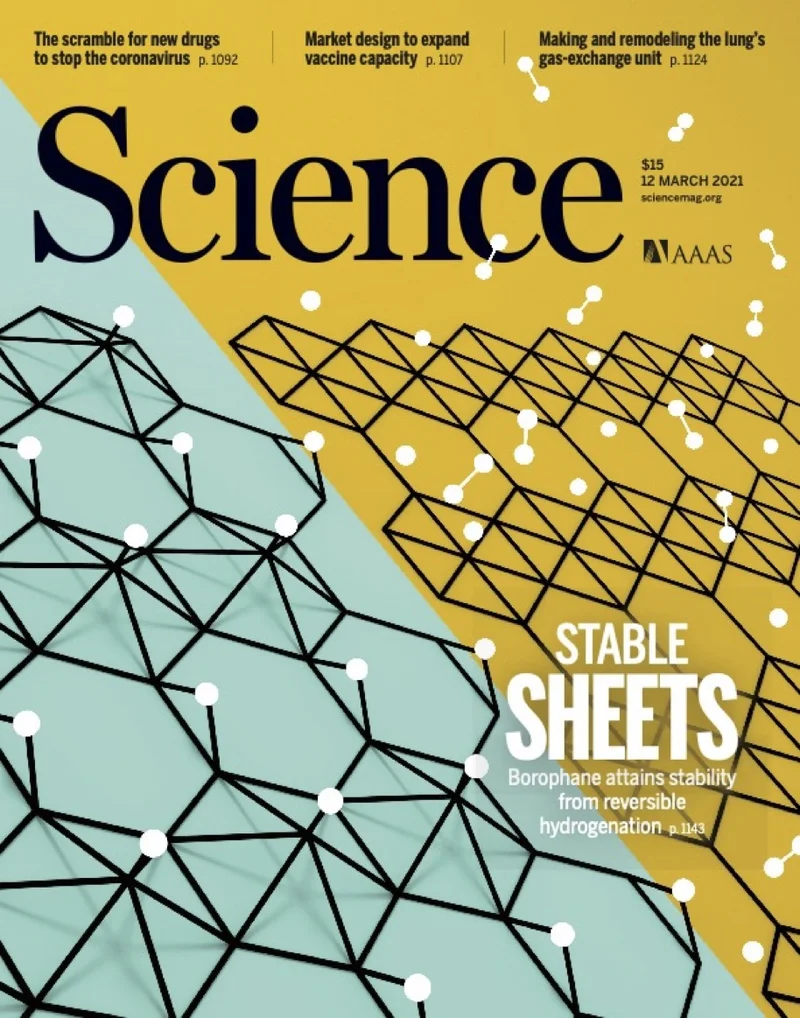 The scramble for new drugs
to stop the coronavirus p. 1092
Market design to expand
vaccine capacity p. 1107
Making and remodeling the lung's
gas-exchange unit p. 1124
Science
$15
12 MARCH 2021
sciencemag.org
AAAS
STABLE
SHEETS
Borophane attains stability
from reversible
hydrogenation p. 1143